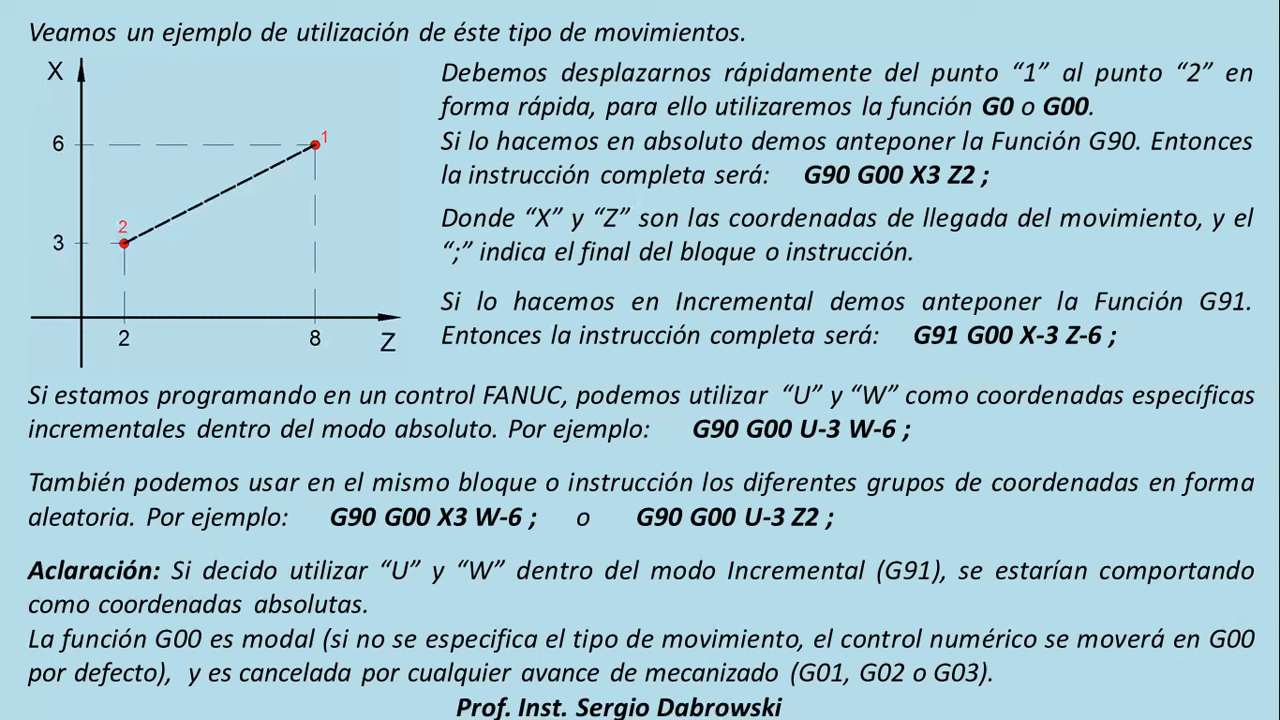 Veamos un ejemplo de utilización de éste tipo de movimientos.
X
6
3
1
2
2
8
Z
Debemos desplazarnos rápidamente del punto “1” al punto “2” en
forma rápida, para ello utilizaremos la función G0 o G00.
Si lo hacemos en absoluto demos anteponer la Función G90. Entonces
la instrucción completa será: G90 G00 X3 Z2 ;
Donde “X” y “Z” son las coordenadas de llegada del movimiento, y el
“;” indica el final del bloque o instrucción.
Si lo hacemos en Incremental demos anteponer la Función G91.
Entonces la instrucción completa será: G91 G00 X-3 Z-6 ;
Si estamos programando en un control FANUC, podemos utilizar “U” y “W” como coordenadas específicas
incrementales dentro del modo absoluto. Por ejemplo: G90 G00 U-3 W-6 ;
También podemos usar en el mismo bloque o instrucción los diferentes grupos de coordenadas en forma
aleatoria. Por ejemplo: G90 G00 X3 W-6 ; o G90 G00 U-3 Z2 ;
Aclaración: Si decido utilizar “U” y “W” dentro del modo Incremental (G91), se estarían comportando
como coordenadas absolutas.
La función G00 es modal (si no se especifica el tipo de movimiento, el control numérico se moverá en G00
por defecto), y es cancelada por cualquier avance de mecanizado (G01, G02 o G03).
Prof. Inst. Sergio Dabrowski